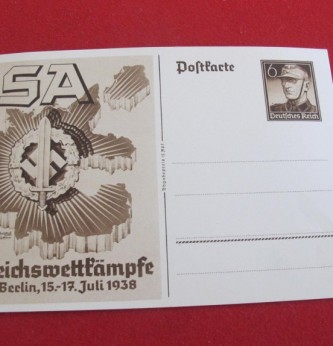 SA
eichswettkämpfe
Berlin, 15.-17. Juli 1938
Postkarte
6
Deutsches Reich